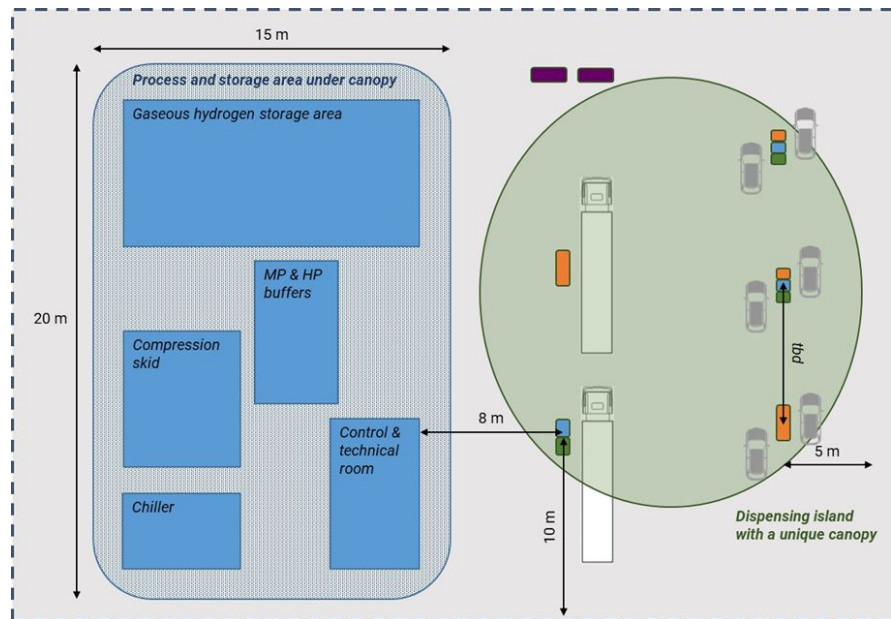 15 m
Process and storage area under canopy
Gaseous hydrogen storage area
MP & HP
buffers
20 m
Compression
skid
tbd
Control &
technical
room
8 m
5 m
Chiller
10 m
Dispensing island
with a unique canopy